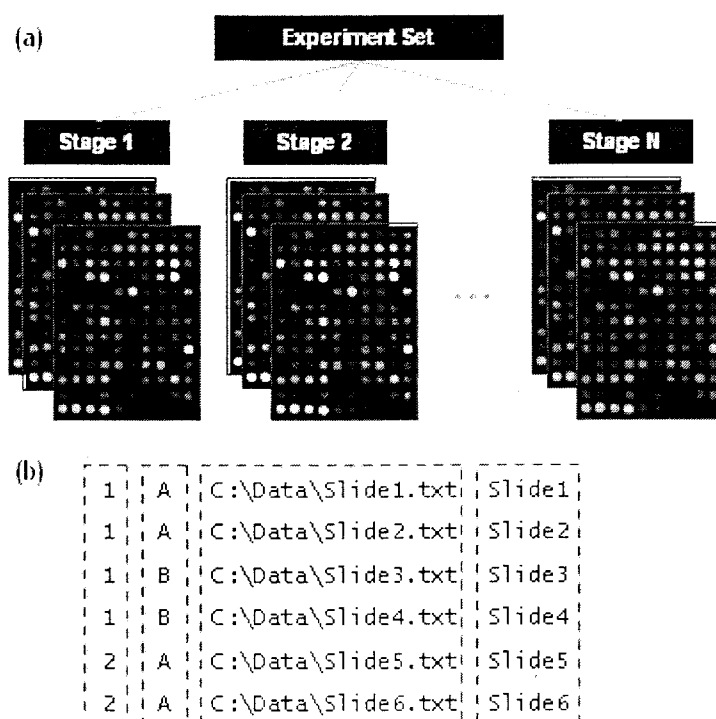 (a)
Experiment Set
Stage 1
Stage 2
Stage N
...
(b)
1 A C:\Data\Slide1.txt Slide1
1 A C:\Data\Slide2.txt Slide2
1 B C:\Data\Slide3.txt Slide3
1 B C:\Data\Slide4.txt Slide4
2 A C:\Data\Slide5.txt Slide5
2 A C:\Data\Slide6.txt Slide6